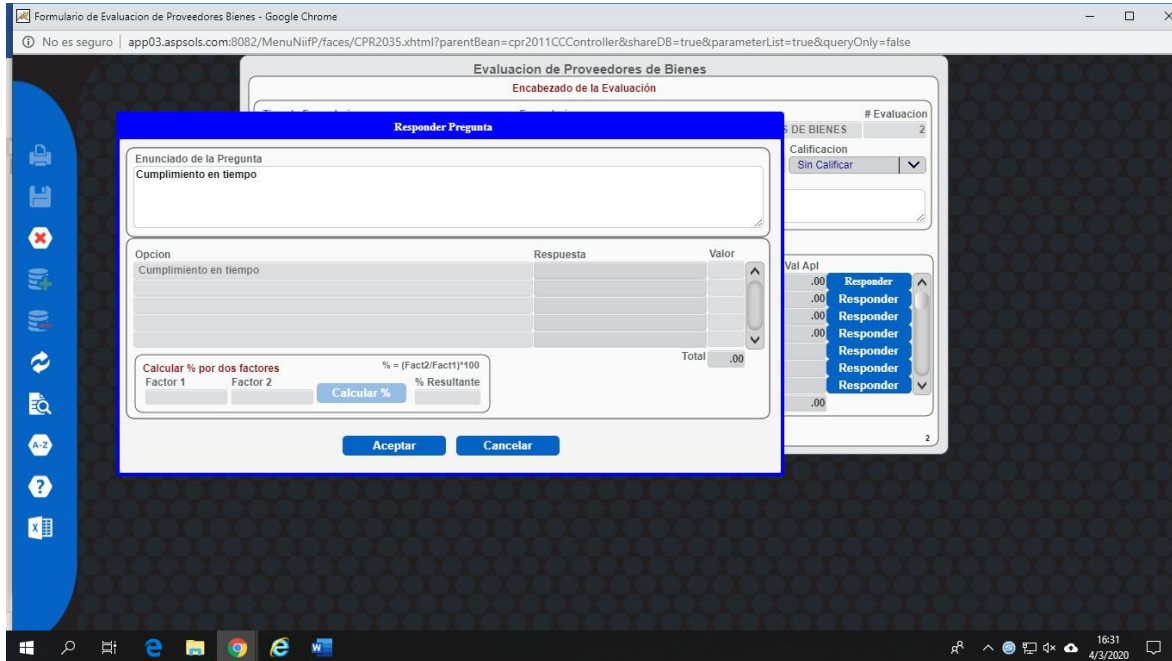 Formulario de Evaluacion de Proveedores Bienes - Google Chrome
No es seguro | app03.aspsols.com:8082/MenuNiifP/faces/CPR2035.xhtml?parentBean=cpr2011CCController&shareDB=true&parameterList=true&queryOnly=false
Evaluacion de Proveedores de Bienes
Encabezado de la Evaluación
# Evaluacion
S DE BIENES 2
Calificacion
Sin Calificar
Responder Pregunta
Enunciado de la Pregunta
Cumplimiento en tiempo
Opcion Respuesta Valor
Cumplimiento en tiempo
Total .00
Calcular % por dos factores % = (Fact2/Fact1)*100
Factor 1 Factor 2 Calcular % % Resultante
Aceptar Cancelar
Val Apl
.00 Responder
.00 Responder
.00 Responder
.00 Responder
Responder
Responder
Responder
.00
2
A-Z
?
X
W
16:31
4/3/2020